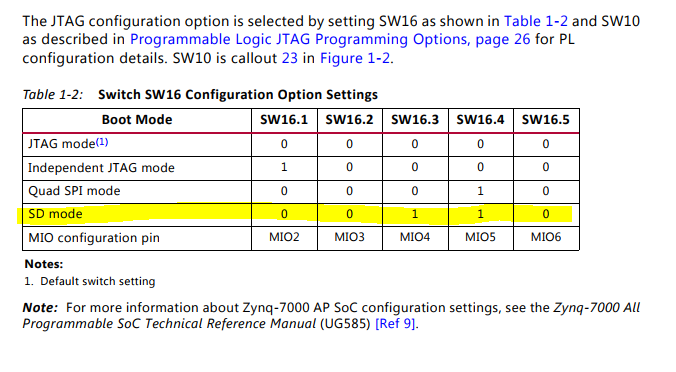 The JTAG configuration option is selected by setting SW16 as shown in Table 1-2 and SW10
as described in Programmable Logic JTAG Programming Options, page 26 for PL
configuration details. SW10 is callout 23 in Figure 1-2.
Table 1-2: Switch SW16 Configuration Option Settings
Boot Mode SW16.1 SW16.2 SW16.3 SW16.4 SW16.5
JTAG mode(1) 0 0 0 0 0
Independent JTAG mode 1 0 0 0 0
Quad SPI mode 0 0 0 1 0
SD mode 0 0 1 1 0
MIO configuration pin MIO2 MIO3 MIO4 MIO5 MIO6
Notes:
1. Default switch setting
Note: For more information about Zynq-7000 AP SoC configuration settings, see the Zynq-7000 All
Programmable SoC Technical Reference Manual (UG585) [Ref 9].